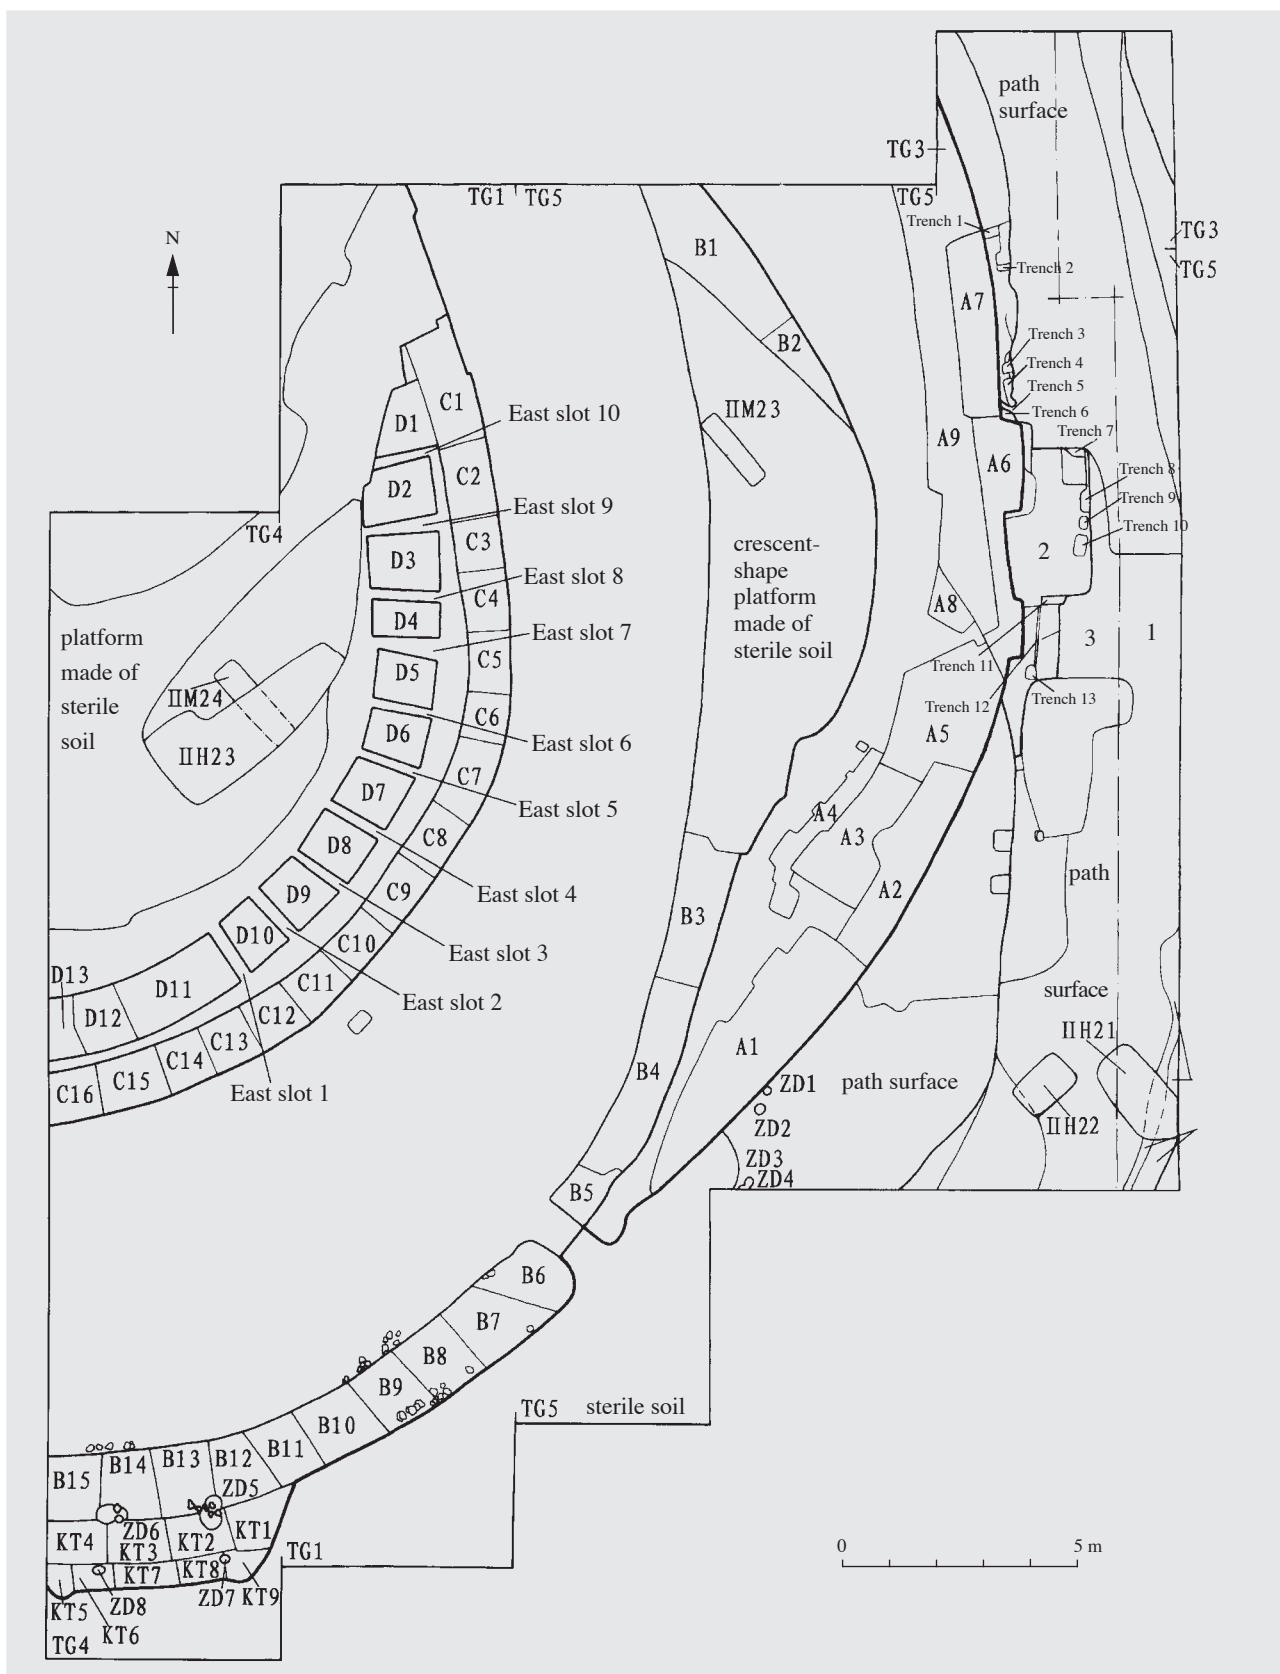 path
surface
TG3
TG1
TG5
TG5
Trench 1
TG3
TG5
N
B1
Trench 2
A7
B2
Trench 3
Trench 4
Trench 5
Trench 6
C1
D1
East slot 10
IIM23
A9
A6
Trench 7
C2
D2
East slot 9
Trench 8
Trench 9
Trench 10
TG4
C3
D3
crescent-
shape
platform
made of
sterile soil
2
East slot 8
C4
D4
A8
East slot 7
platform
made of
sterile
soil
3
1
C5
D5
Trench 11
IIM24
Trench 12
Trench 13
C6
D6
East slot 6
A5
IIH23
C7
D7
East slot 5
A4
A3
C8
D8
path
C9
D9
East slot 4
A2
B3
D10
C10
East slot 3
D13
D11
C11
East slot 2
surface
D12
C12
IIH21
C13
C14
A1
C15
C16
East slot 1
B4
ZD1
path surface
ZD2
IIH22
ZD3
ZD4
B5
B6
B7
B8
B9
TG5
sterile soil
B10
B11
B12
B13
B14
B15
ZD5
ZD6
KT4
KT3
KT2
KT1
TG1
0
5 m
KT7
KT8
KT5
ZD8
ZD7
KT9
KT6
TG4